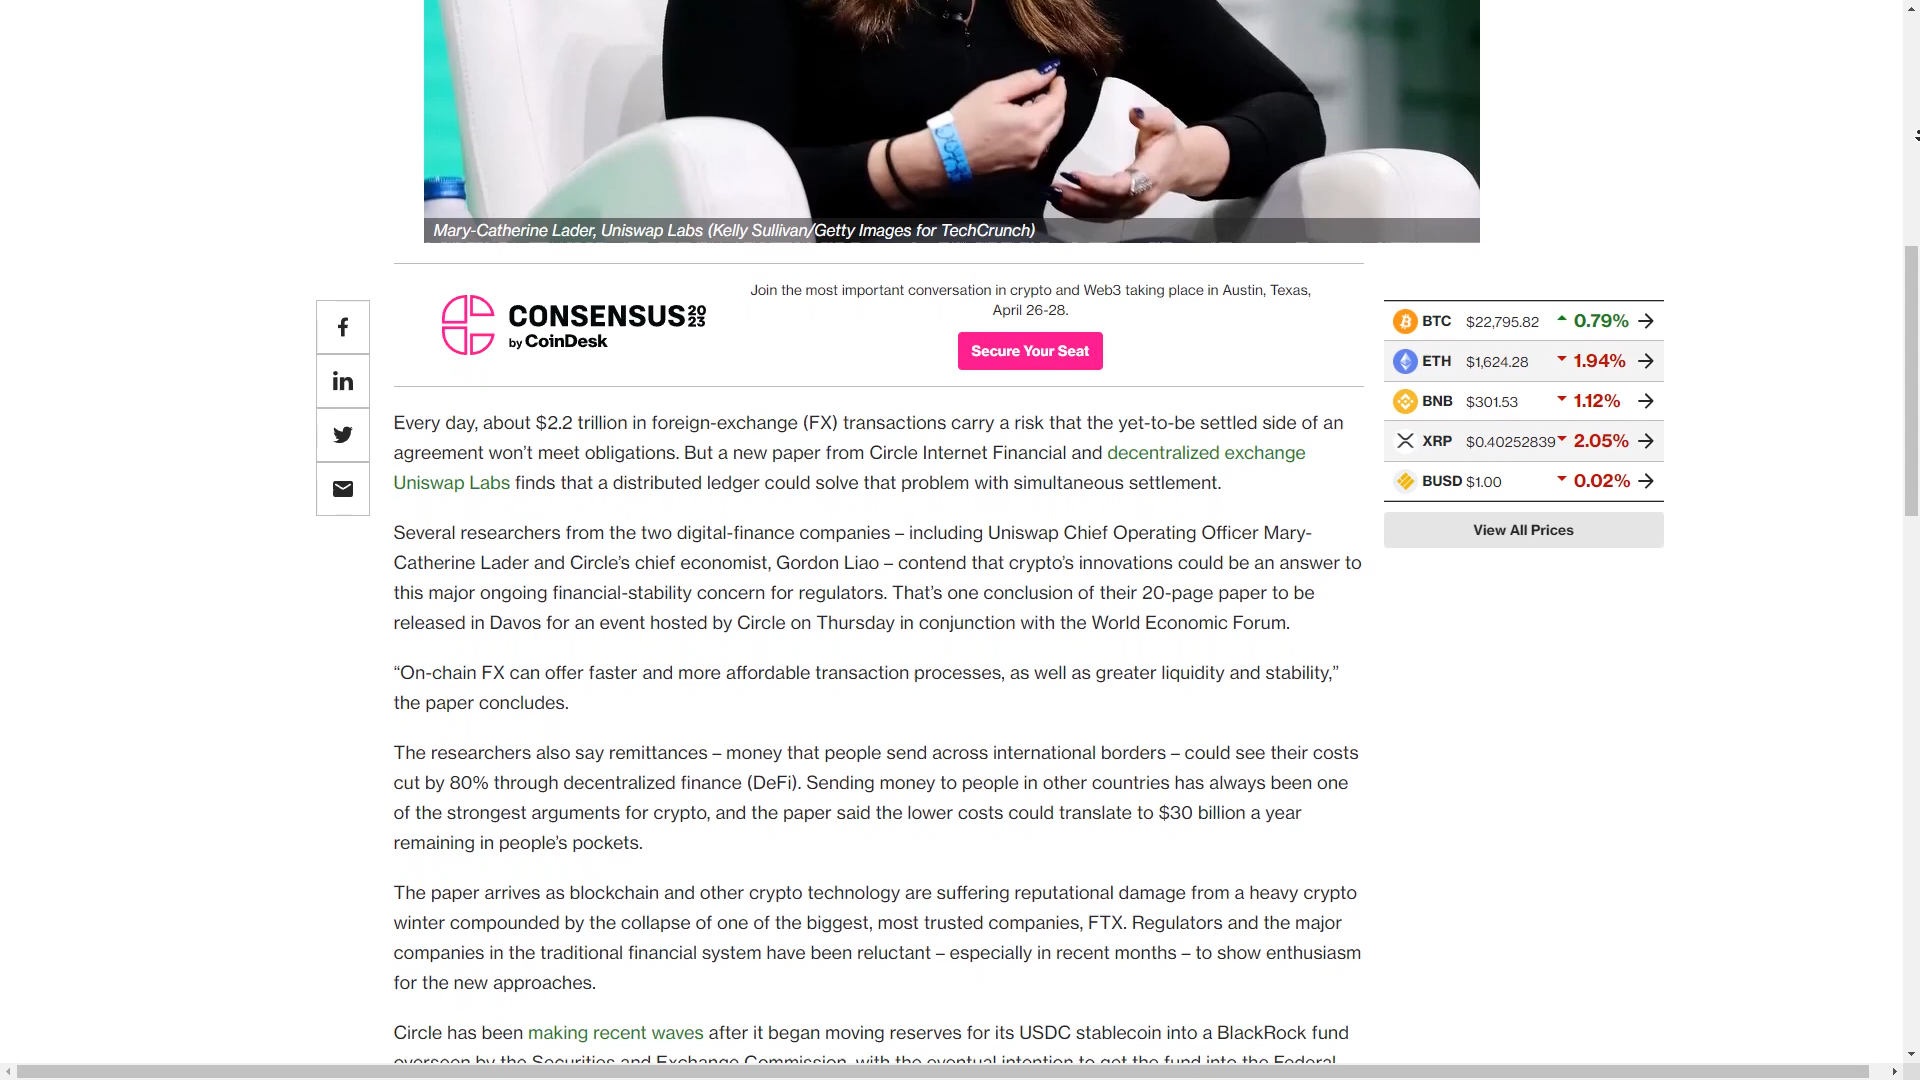 Mary-Catherine Lader, Uniswap Labs (Kelly Sullivan/Getty Images for TechCrunch)
CONSENSUS 2023
by CoinDesk
Join the most important conversation in crypto and Web3 taking place in Austin, Texas,
April 26-28.
Secure Your Seat
BTC $22,795.82 0.79%
ETH $1,624.28 1.94%
BNB $301.53 1.12%
XRP $0.40252839 2.05%
BUSD $1.00 0.02%
View All Prices
Every day, about $2.2 trillion in foreign-exchange (FX) transactions carry a risk that the yet-to-be settled side of an
agreement won’t meet obligations. But a new paper from Circle Internet Financial and decentralized exchange
Uniswap Labs finds that a distributed ledger could solve that problem with simultaneous settlement.
Several researchers from the two digital-finance companies – including Uniswap Chief Operating Officer Mary-
Catherine Lader and Circle’s chief economist, Gordon Liao – contend that crypto’s innovations could be an answer to
this major ongoing financial-stability concern for regulators. That’s one conclusion of their 20-page paper to be
released in Davos for an event hosted by Circle on Thursday in conjunction with the World Economic Forum.
“On-chain FX can offer faster and more affordable transaction processes, as well as greater liquidity and stability,”
the paper concludes.
The researchers also say remittances – money that people send across international borders – could see their costs
cut by 80% through decentralized finance (DeFi). Sending money to people in other countries has always been one
of the strongest arguments for crypto, and the paper said the lower costs could translate to $30 billion a year
remaining in people’s pockets.
The paper arrives as blockchain and other crypto technology are suffering reputational damage from a heavy crypto
winter compounded by the collapse of one of the biggest, most trusted companies, FTX. Regulators and the major
companies in the traditional financial system have been reluctant – especially in recent months – to show enthusiasm
for the new approaches.
Circle has been making recent waves after it began moving reserves for its USDC stablecoin into a BlackRock fund
overseen by the Securities and Exchange Commission, with the eventual intention to get the fund into the Federal